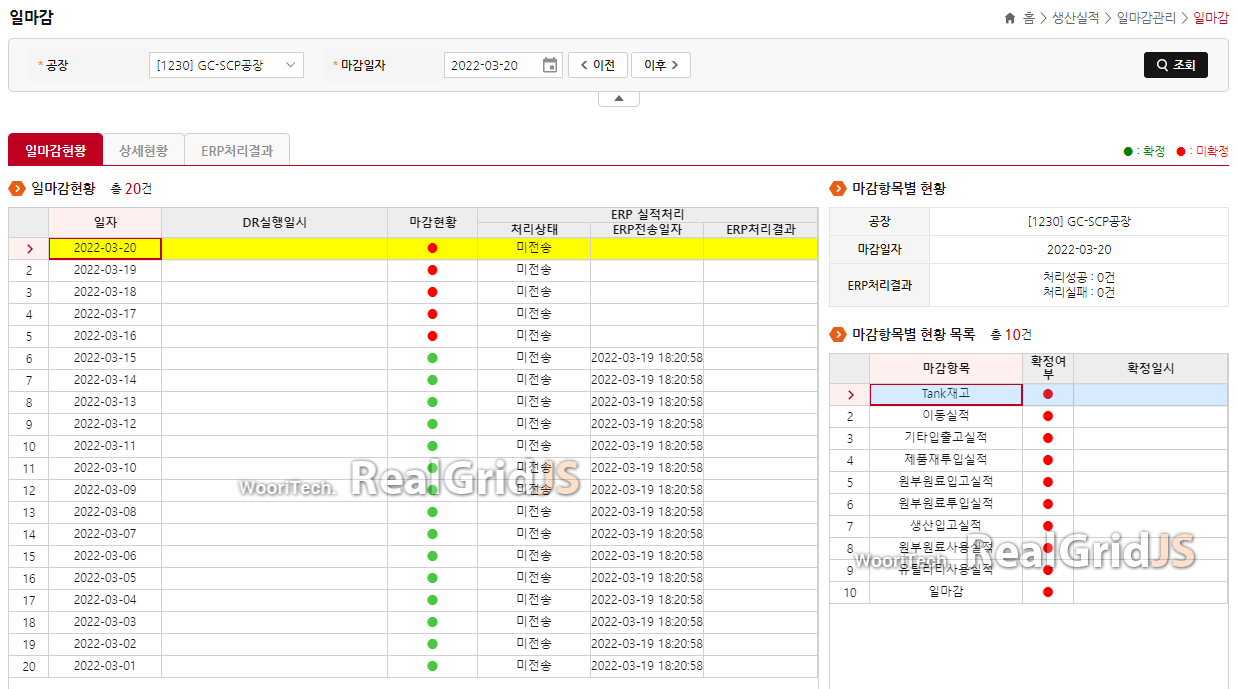 일마감
홈 > 생산실적 > 일마감관리 > 일마감
* 공장 [1230] GC-SCP공장 * 마감일자 2022-03-20 < 이전 이후 > 조회
일마감현황 상세현황 ERP처리결과
● : 확정 ● : 미확정
일마감현황 총 20건
일자 DR실행일시 마감현황 ERP 실적처리
처리상태 ERP전송일자 ERP처리결과
> 2022-03-20 미전송
2 2022-03-19 미전송
3 2022-03-18 미전송
4 2022-03-17 미전송
5 2022-03-16 미전송
6 2022-03-15 미전송 2022-03-19 18:20:58
7 2022-03-14 미전송 2022-03-19 18:20:58
8 2022-03-13 미전송 2022-03-19 18:20:58
9 2022-03-12 미전송 2022-03-19 18:20:58
10 2022-03-11 미전송 2022-03-19 18:20:58
11 2022-03-10 미전송 2022-03-19 18:20:58
12 2022-03-09 미전송 2022-03-19 18:20:58
13 2022-03-08 미전송 2022-03-19 18:20:58
14 2022-03-07 미전송 2022-03-19 18:20:58
15 2022-03-06 미전송 2022-03-19 18:20:58
16 2022-03-05 미전송 2022-03-19 18:20:58
17 2022-03-04 미전송 2022-03-19 18:20:58
18 2022-03-03 미전송 2022-03-19 18:20:58
19 2022-03-02 미전송 2022-03-19 18:20:58
20 2022-03-01 미전송 2022-03-19 18:20:58
WooriTech. RealGridJS
마감항목별 현황
공장 [1230] GC-SCP공장
마감일자 2022-03-20
ERP처리결과 처리성공 : 0건
처리실패 : 0건
마감항목별 현황 목록 총 10건
마감항목 확정여 확정일시
부
> Tank재고
2 이동실적
3 기타입출고실적
4 제품재투입실적
5 원부원료입고실적
6 원부원료투입실적
7 생산입고실적
8 원부원료사용실적
9 유틸리티사용실적
10 일마감
WooriTech. RealGridJS